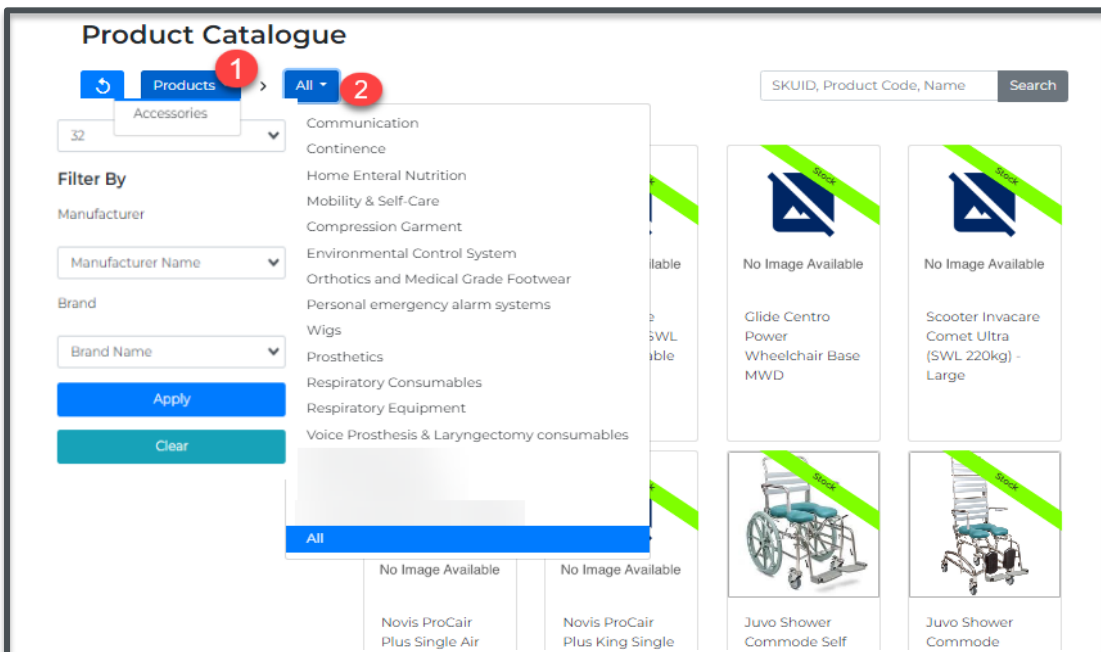 Product Catalogue
Products
1
>
All
2
SKUID, Product Code, Name
Search
Accessories
32
Filter By
Manufacturer
Manufacturer Name
Brand
Brand Name
Apply
Clear
Communication
Continence
Home Enteral Nutrition
Mobility & Self-Care
Compression Garment
Environmental Control System
Orthotics and Medical Grade Footwear
Personal emergency alarm systems
Wigs
Prosthetics
Respiratory Consumables
Respiratory Equipment
Voice Prosthesis & Laryngectomy consumables
All
SWL
Stock
No Image Available
Glide Centro
Power
Wheelchair Base
MWD
Stock
No Image Available
Scooter Invacare
Comet Ultra
(SWL 220kg) -
Large
No Image Available
Novis ProCair
Plus Single Air
No Image Available
Novis ProCair
Plus King Single
Stock
Juvo Shower
Commode Self
Stock
Juvo Shower
Commode